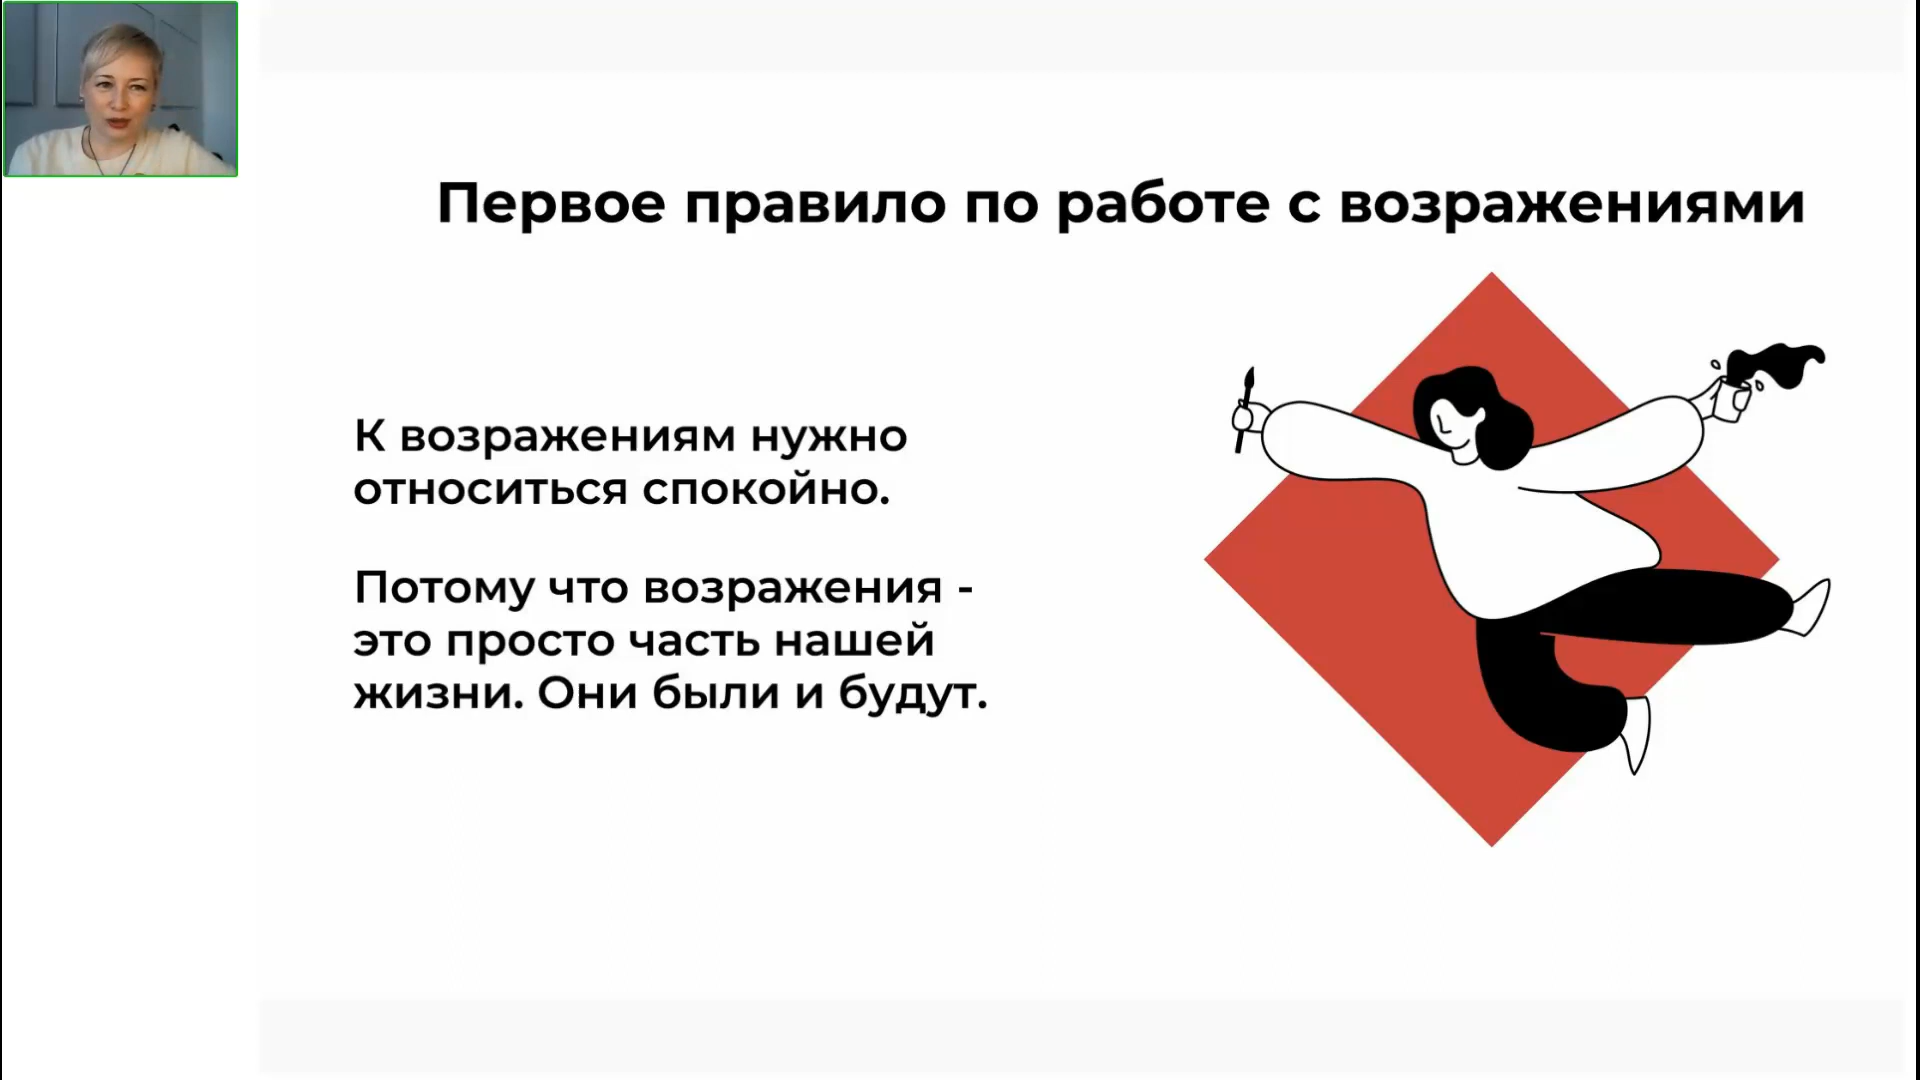 Первое правило по работе с возражениями
К возражениям нужно
относиться спокойно.
Потому что возражения -
это просто часть нашей
жизни. Они были и будут.